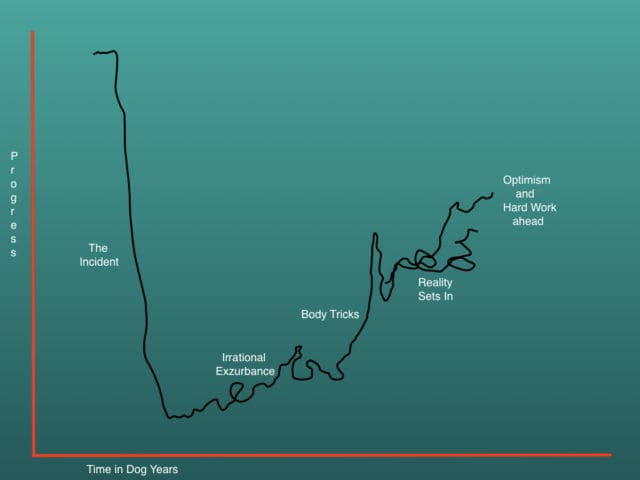 Progress
The
Incident
Irrational
Exzurbance
Body Tricks
Reality
Sets In
Optimism
and
Hard Work
ahead
Time in Dog Years